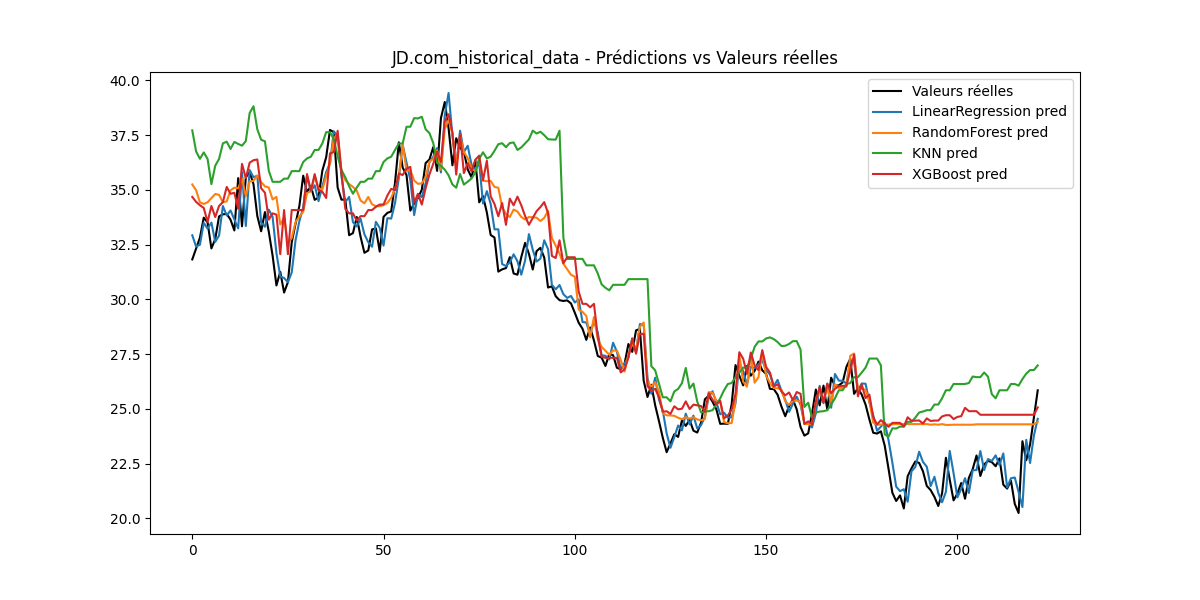 JD.com_historical_data - Prédictions vs Valeurs réelles
40.0
37.5
35.0
32.5
30.0
27.5
25.0
22.5
20.0
0
50
100
150
200
Valeurs réelles
LinearRegression pred
RandomForest pred
KNN pred
XGBoost pred